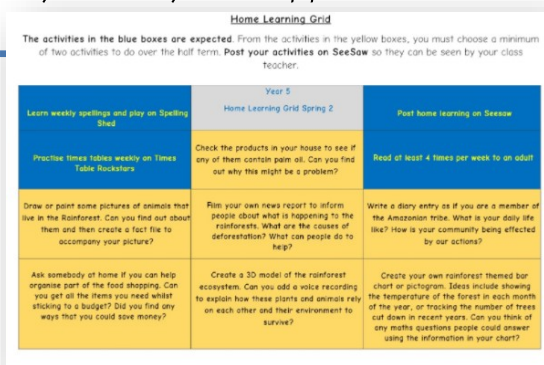 Home Learning Grid
The activities in the blue boxes are expected. From the activities in the yellow boxes, you must choose a minimum
of two activities to do over the half term. Post your activities on SeeSaw so they can be seen by your class
teacher.
Learn weekly spellings and play on Spelling
Shed
Year 5
Home Learning Grid Spring 2
Post home learning on Seesaw
Practise times tables weekly on Times
Table Rockstars
Check the products in your house to see if
any of them contain palm oil. Can you find
out why this might be a problem?
Read at least 4 times per week to an adult
Draw or paint some pictures of animals that
live in the Rainforest. Can you find out about
them and then create a fact file to
accompany your picture?
Film your own news report to inform
people about what is happening to the
rainforests. What are the causes of
deforestation? What can people do to
help?
Write a diary entry as if you are a member of
the Amazonian tribe. What is your daily life
like? How is your community being effected
by our actions?
Ask somebody at home if you can help
organise part of the food shopping. Can
you get all the items you need whilst
sticking to a budget? Did you find any
ways that you could save money?
Create a 3D model of the rainforest
ecosystem. Can you add a voice recording
to explain how these plants and animals rely
on each other and their environment to
survive?
Create your own rainforest themed bar
chart or pictogram. Ideas include showing
the temperature of the forest in each month
of the year, or tracking the number of trees
cut down in recent years. Can you think of
any maths questions people could answer
using the information in your chart?